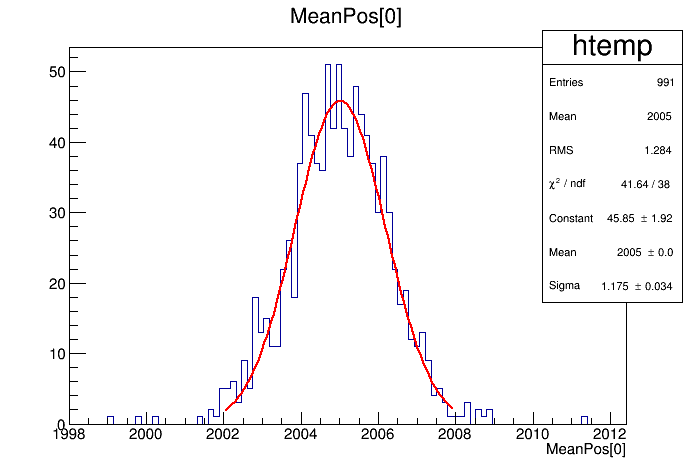 MeanPos[0]
htemp
Entries 991
Mean 2005
RMS 1.284
χ² / ndf 41.64 / 38
Constant 45.85 ± 1.92
Mean 2005 ± 0.0
Sigma 1.175 ± 0.034
50
40
30
20
10
0
1998 2000 2002 2004 2006 2008 2010 2012
MeanPos[0]